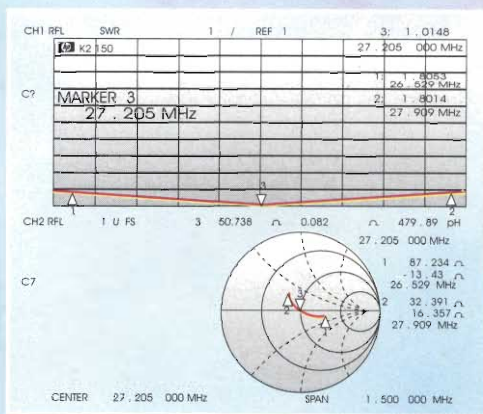 CH1 RFL SWR 1 / REF 1 3: 1.0148
hp K2 150 27.205 000 MHz
1: 1.8053
26.529 MHz
C? MARKER 3 2: 1.8014
27.205 MHz 27.909 MHz
3
1 2
CH2 RFL 1 U FS 3 50.738 Ω 0.082 Ω 479.89 pH
27.205 000 MHz
1 87.234 Ω
-13.43 Ω
C? 26.529 MHz
2 32.391 Ω
16.357 Ω
27.909 MHz
CENTER 27.205 000 MHz SPAN 1.500 000 MHz